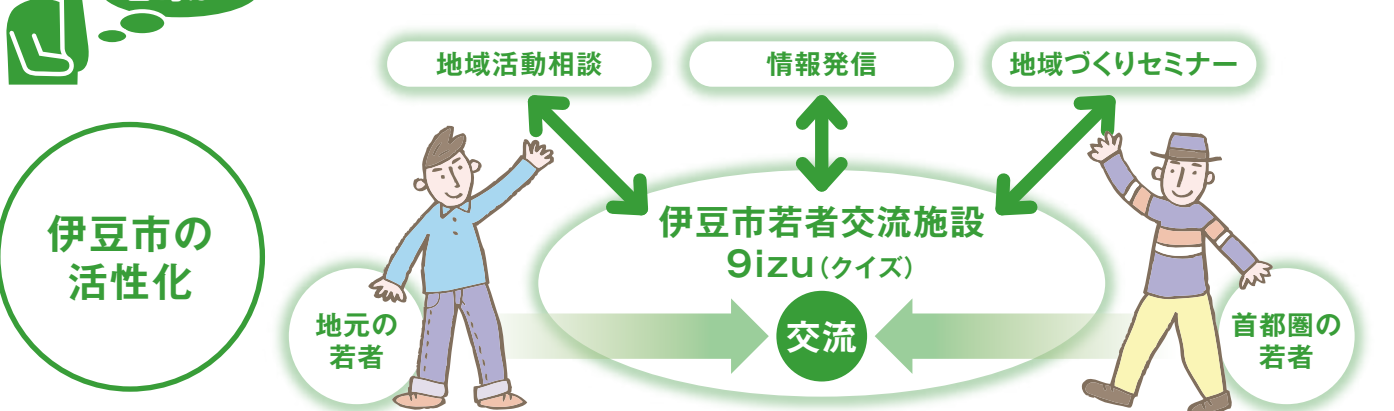 地域活動相談
情報発信
地域づくりセミナー
伊豆市の
活性化
伊豆市若者交流施設
9izu(クイズ)
地元の
若者
交流
首都圏の
若者